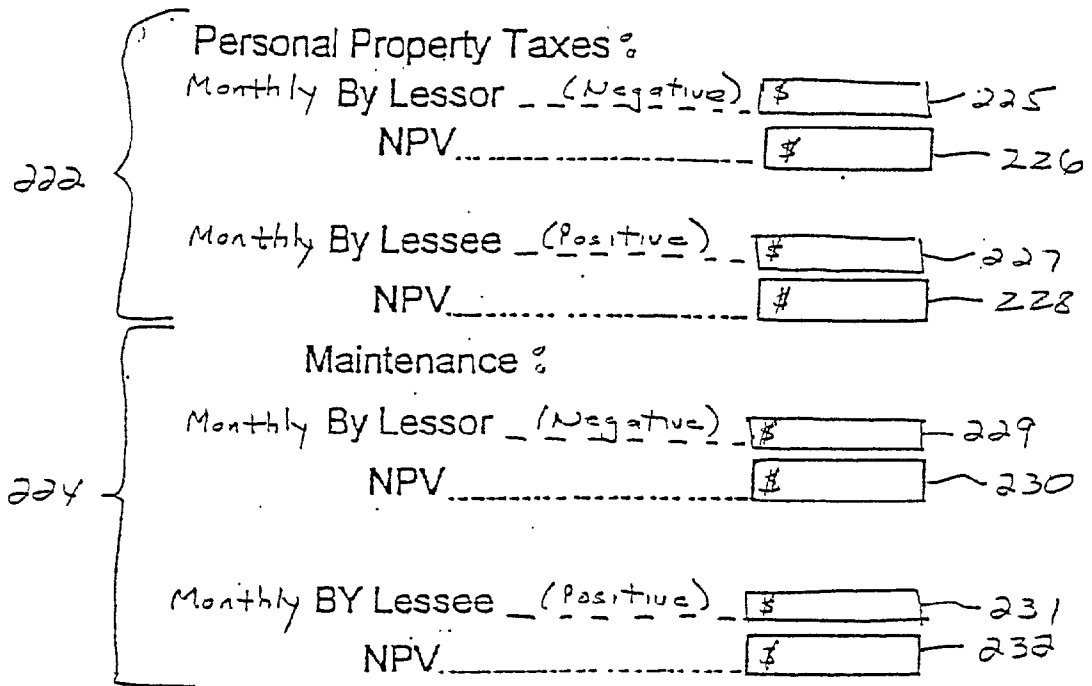 Personal Property Taxes :
Monthly By Lessor (Negative) $ 225
NPV $ 226
222
Monthly By Lessee (Positive) $ 227
NPV $ 228
Maintenance :
Monthly By Lessor (Negative) $ 229
224
NPV $ 230
Monthly BY Lessee (Positive) $ 231
NPV $ 232